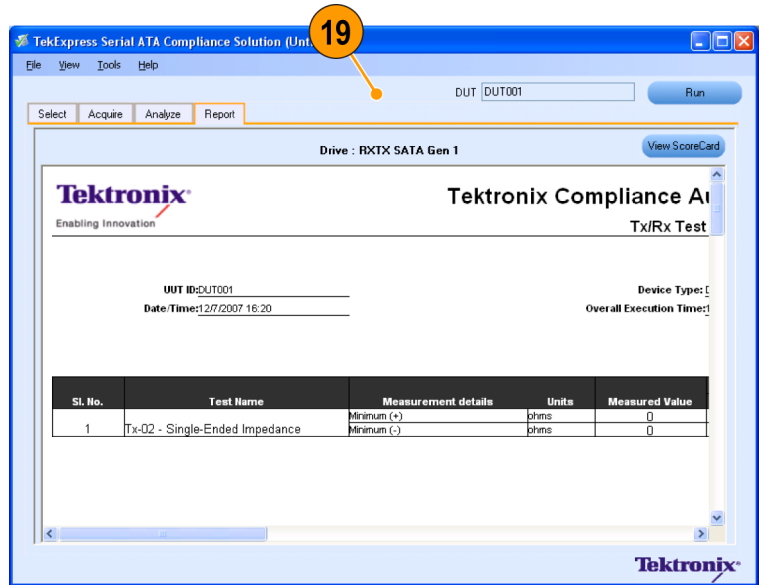 19
TekExpress Serial ATA Compliance Solution (Unt
File View Tools Help
DUT DUT001 Run
Select Acquire Analyze Report
Drive : RXTX SATA Gen 1
View ScoreCard
Tektronix
Enabling Innovation
Tektronix Compliance Au
Tx/Rx Test
UUT ID:DUT001
Device Type:
Date/Time:12/7/2007 16:20
Overall Execution Time:1
Sl. No. Test Name Measurement details Units Measured Value
1 Tx-02 - Single-Ended Impedance Minimum (+) ohms 0
Minimum (-) ohms 0
Tektronix